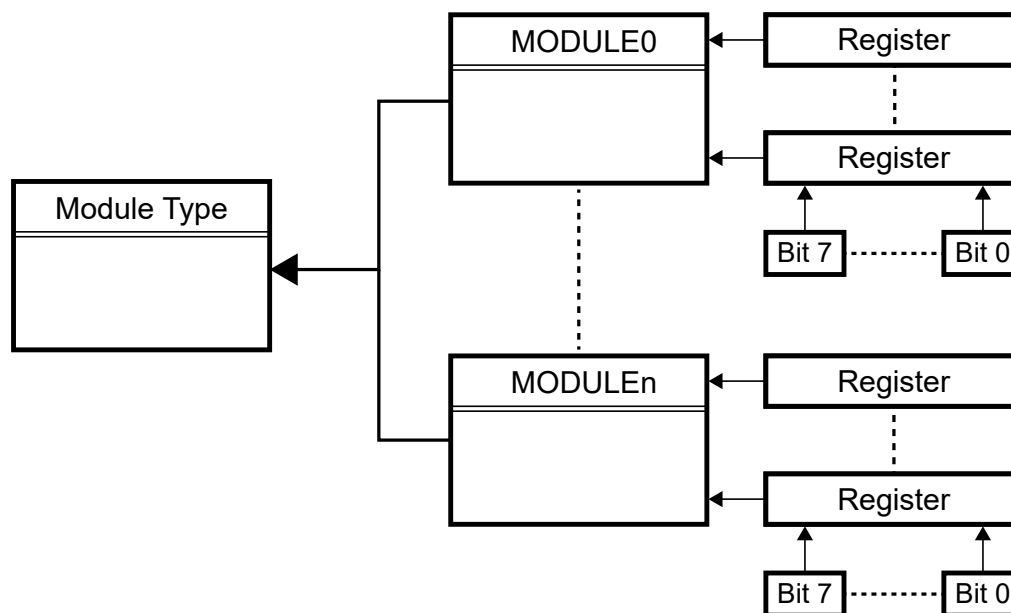 MODULE0
Register
Register
Module Type
Bit 7
Bit 0
MODULEn
Register
Register
Bit 7
Bit 0